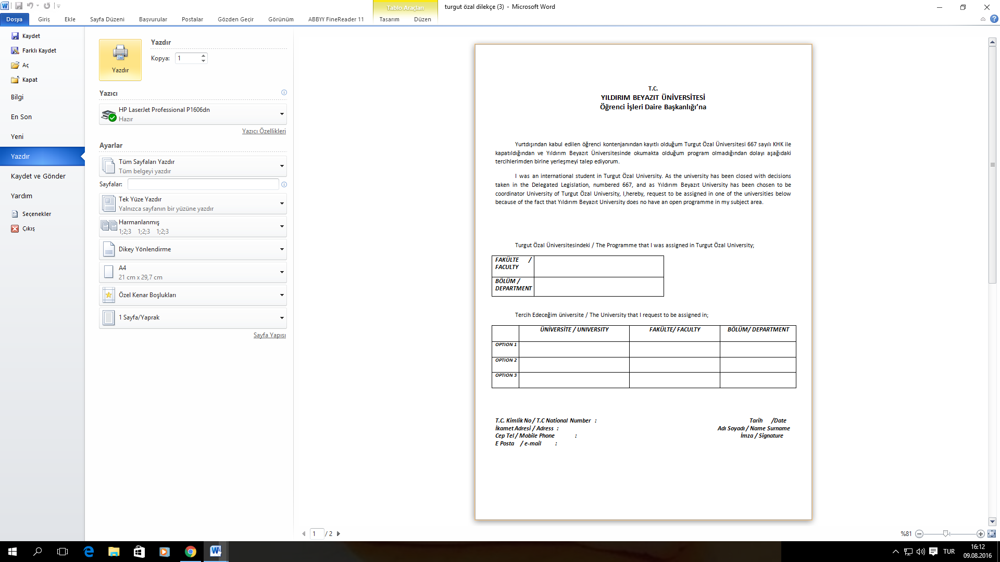 Tablo Araçları
turgut özal dilekçe (3) - Microsoft Word
Dosya Giriş Ekle Sayfa Düzeni Başvurular Postalar Gözden Geçir Görünüm ABBYY FineReader 11 Tasarım Düzen
Kaydet
Farklı Kaydet
Aç
Kapat
Bilgi
En Son
Yeni
Yazdır
Kaydet ve Gönder
Yardım
Seçenekler
Çıkış
Yazdır
Yazdır
Kopya: 1
Yazıcı
HP LaserJet Professional P1606dn
Hazır
Yazıcı Özellikleri
Ayarlar
Tüm Sayfaları Yazdır
Tüm belgeyi yazdır
Sayfalar:
Tek Yüze Yazdır
Yalnızca sayfanın bir yüzüne yazdır
Harmanlanmış
1;2;3 1;2;3 1;2;3
Dikey Yönlendirme
A4
21 cm x 29,7 cm
Özel Kenar Boşlukları
1 Sayfa/Yaprak
Sayfa Yapısı
T.C.
YILDIRIM BEYAZIT ÜNİVERSİTESİ
Öğrenci İşleri Daire Başkanlığı’na
Yurtdışından kabul edilen öğrenci kontenjanından kayıtlı olduğum Turgut Özal Üniversitesi 667 sayılı KHK ile
kapatıldığından ve Yıldırım Beyazıt Üniversitesinde okumakta olduğum program olmadığından dolayı aşağıdaki
tercihlerimden birine yerleşmeyi talep ediyorum.
I was an international student in Turgut Özal University. As the university has been closed with decisions
taken in the Delegated Legislation, numbered 667, and as Yıldırım Beyazıt University has been chosen to be
coordinator University of Turgut Özal University, I,hereby, request to be assigned in one of the universities below
because of the fact that Yıldırım Beyazıt University does no have an open programme in my subject area.
Turgut Özal Üniversitesindeki / The Programme that I was assigned in Turgut Özal University;
FAKÜLTE /
FACULTY
BÖLÜM /
DEPARTMENT
Tercih Edeceğim üniversite / The University that I request to be assigned in;
ÜNİVERSİTE / UNIVERSITY FAKÜLTE/ FACULTY BÖLÜM/ DEPARTMENT
OPTION 1
OPTION 2
OPTION 3
T.C. Kimlik No / T.C National Number : Tarih /Date
İkamet Adresi / Adress : Adı Soyadı / Name Surname
Cep Tel / Mobile Phone : İmza / Signature
E Posta / e-mail :
1 / 2
%81
TUR
16:12
09.08.2016